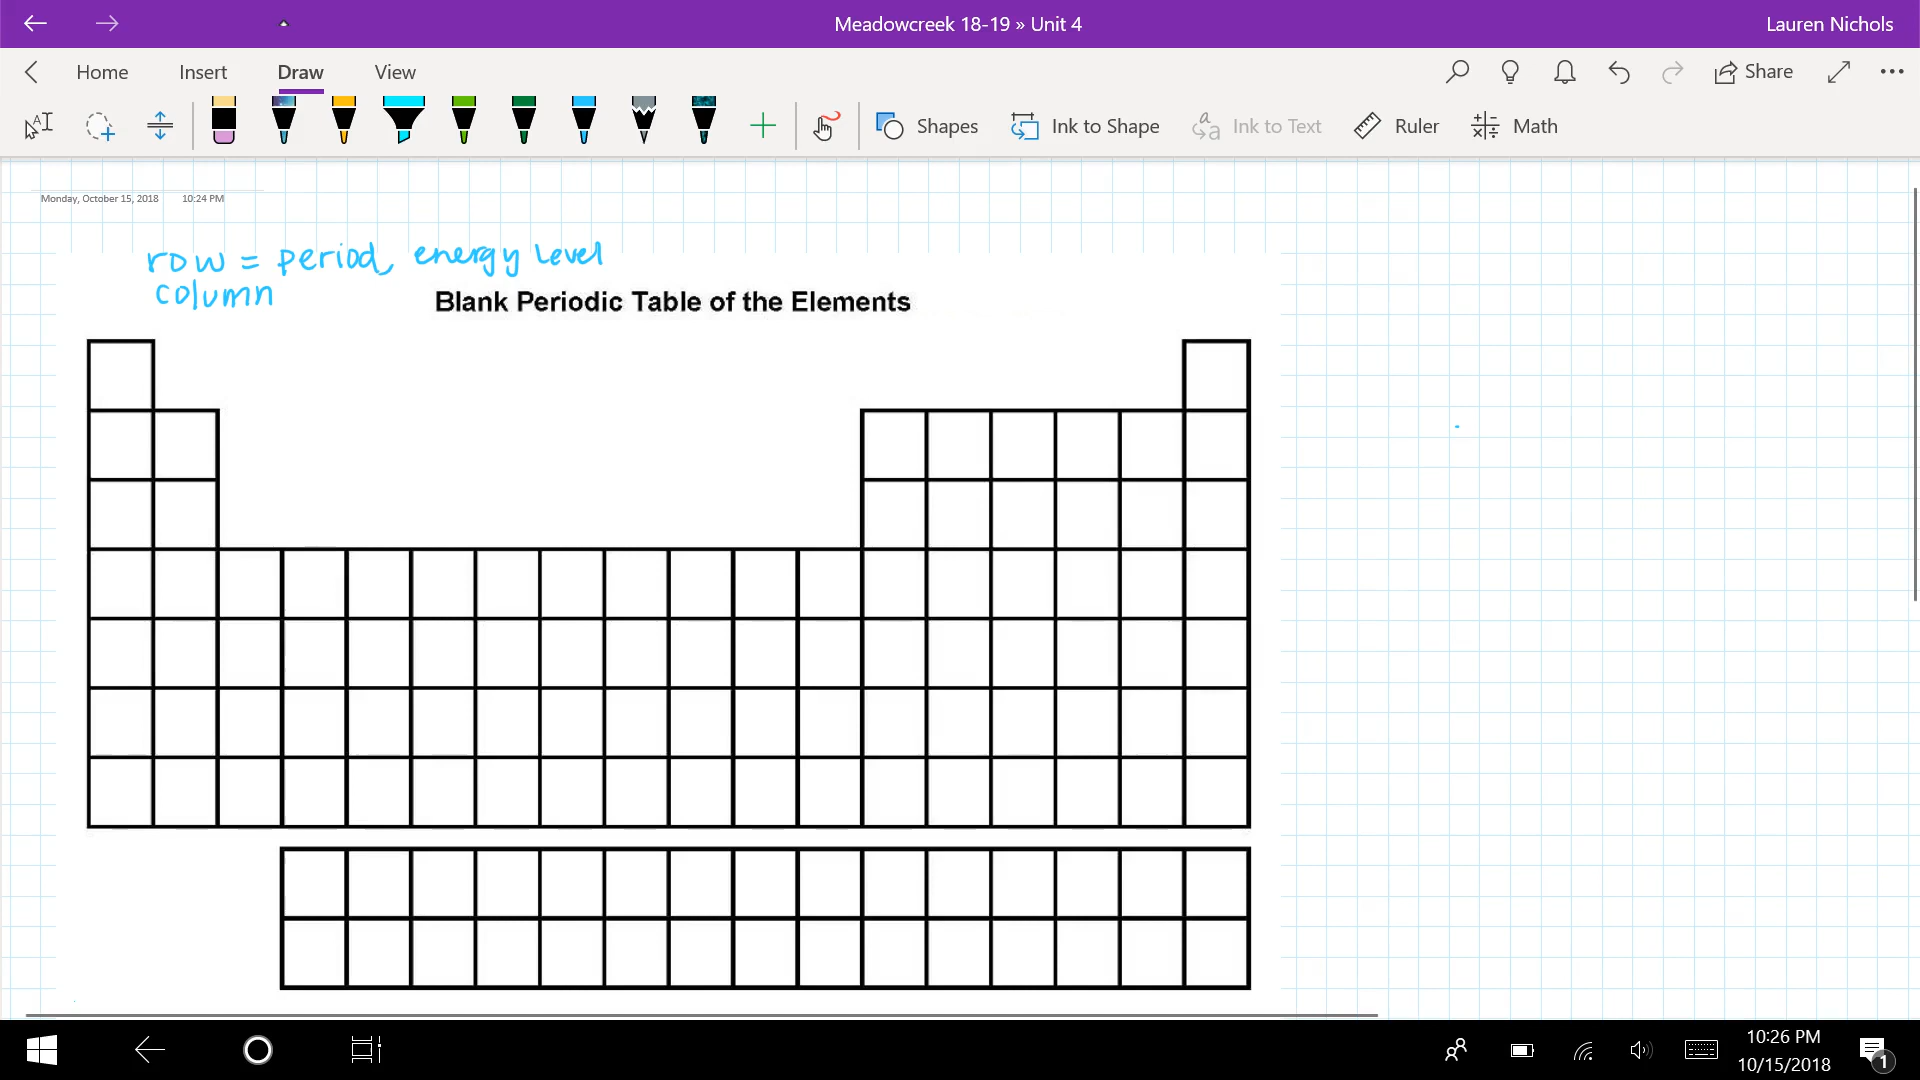 Meadowcreek 18-19 » Unit 4
Lauren Nichols
Home Insert Draw View
Share
Shapes Ink to Shape Ink to Text Ruler Math
Monday, October 15, 2018 10:24 PM
row = period, energy level
column
Blank Periodic Table of the Elements
10:26 PM
10/15/2018
1